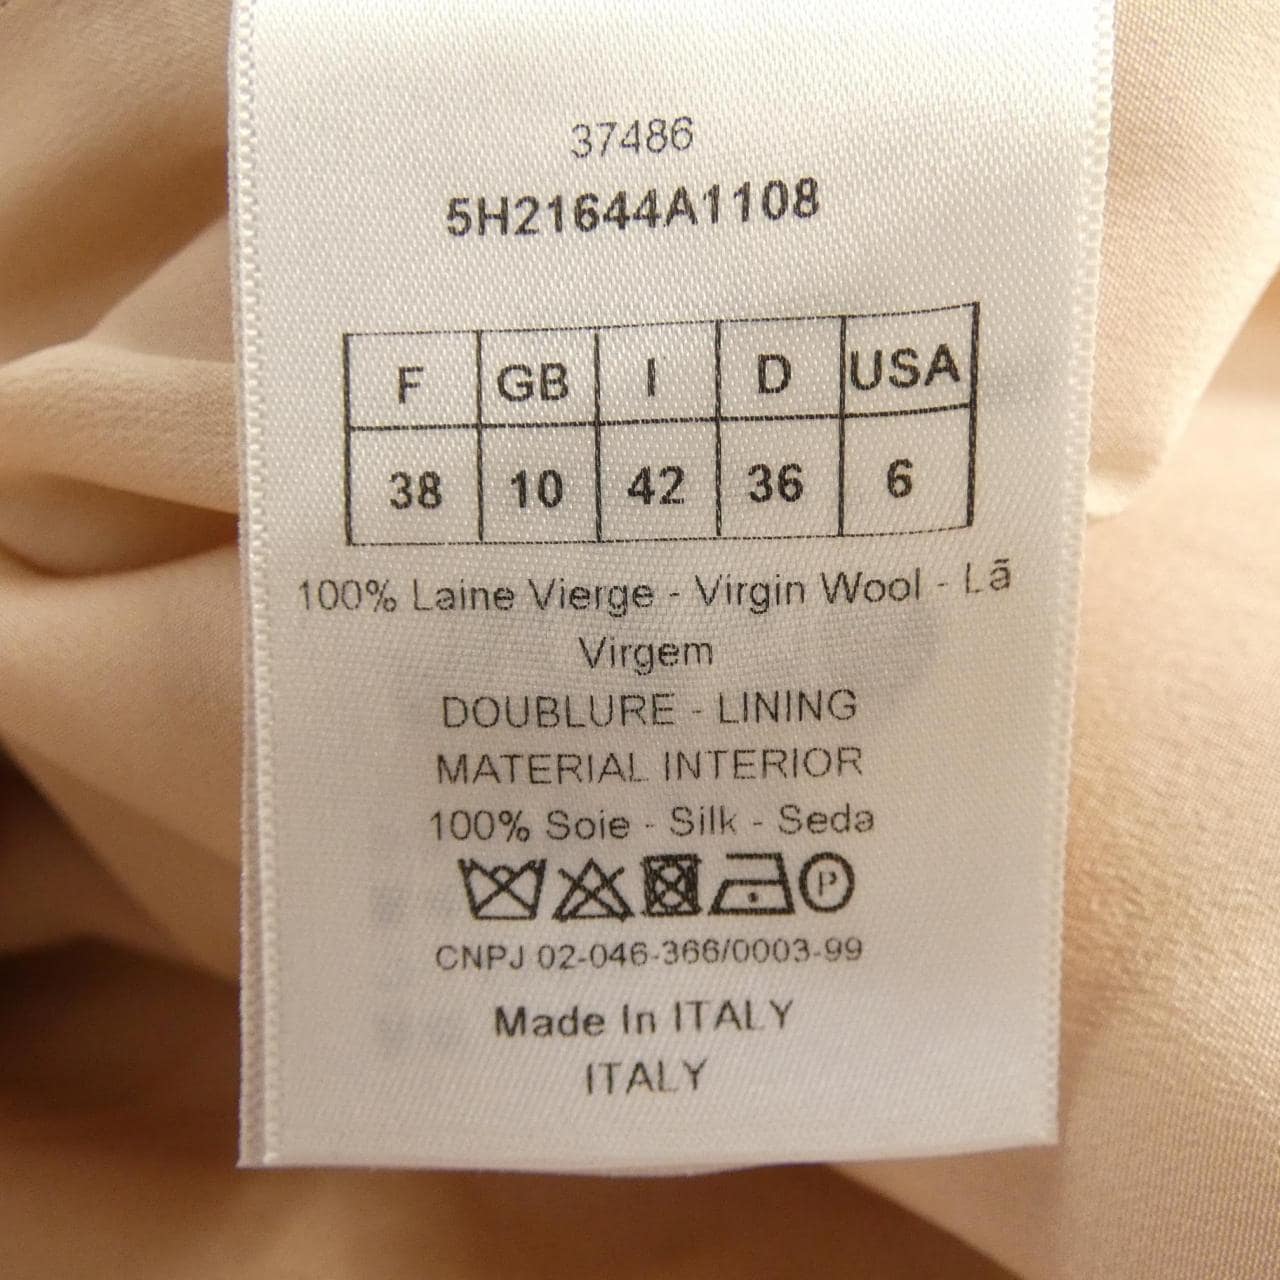 37486
5H21644A1108
F GB I D USA
38 10 42 36 6
100% Laine Vierge - Virgin Wool - Lã
Virgem
DOUBLURE - LINING
MATERIAL INTERIOR
100% Soie - Silk - Seda
P
CNPJ 02-046-366/0003-99
Made In ITALY
ITALY